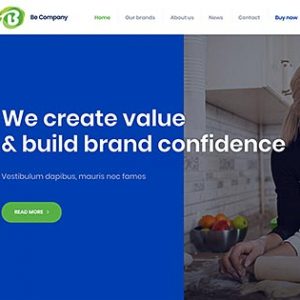 B Be Company Home Our brands About us News Contact Buy now
We create value
& build brand confidence
Vestibulum dapibus, mauris nec fames
READ MORE >